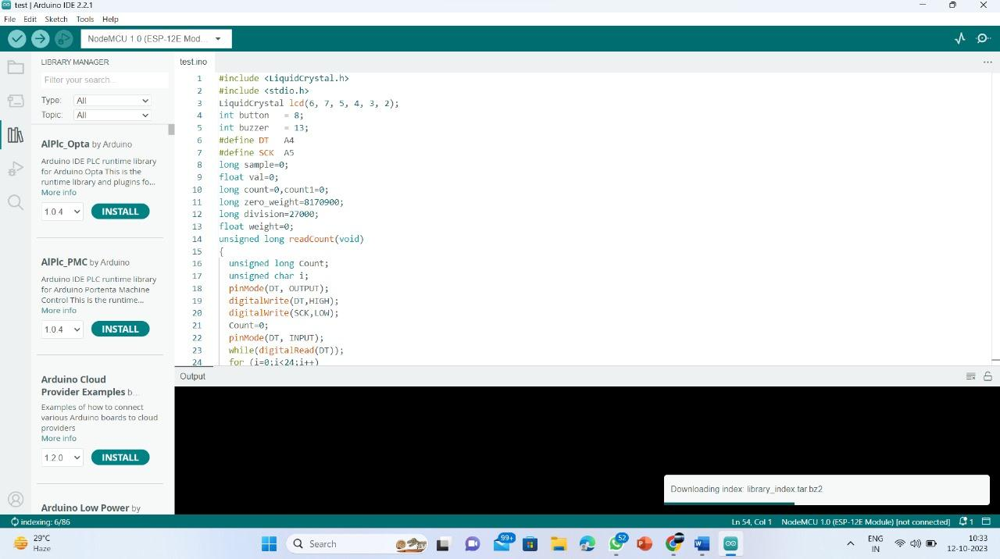 test | Arduino IDE 2.2.1
File Edit Sketch Tools Help
NodeMCU 1.0 (ESP-12E Mod...
LIBRARY MANAGER
Filter your search...
Type: All
Topic: All
AIPlc_Opta by Arduino
Arduino IDE PLC runtime library
for Arduino Opta This is the
runtime library and plugins fo...
More info
1.0.4 INSTALL
AIPlc_PMC by Arduino
Arduino IDE PLC runtime library
for Arduino Portenta Machine
Control This is the runtime...
More info
1.0.4 INSTALL
Arduino Cloud
Provider Examples b...
Examples of how to connect
various Arduino boards to cloud
providers
More info
1.2.0 INSTALL
Arduino Low Power by
test.ino
1 #include <LiquidCrystal.h>
2 #include <stdio.h>
3 LiquidCrystal lcd(6, 7, 5, 4, 3, 2);
4 int button = 8;
5 int buzzer = 13;
6 #define DT A4
7 #define SCK A5
8 long sample=0;
9 float val=0;
10 long count=0,count1=0;
11 long zero_weight=8170900;
12 long division=27000;
13 float weight=0;
14 unsigned long readCount(void)
15 {
16 unsigned long Count;
17 unsigned char i;
18 pinMode(DT, OUTPUT);
19 digitalWrite(DT,HIGH);
20 digitalWrite(SCK,LOW);
21 Count=0;
22 pinMode(DT, INPUT);
23 while(digitalRead(DT));
24 for (i=0;i<24;i++)
Output
Downloading index: library_index.tar.bz2
indexing: 6/86
Ln 54, Col 1 NodeMCU 1.0 (ESP-12E Module) [not connected] 1
29°C
Haze
Search
99+
52
ENG
IN
10:33
12-10-2023